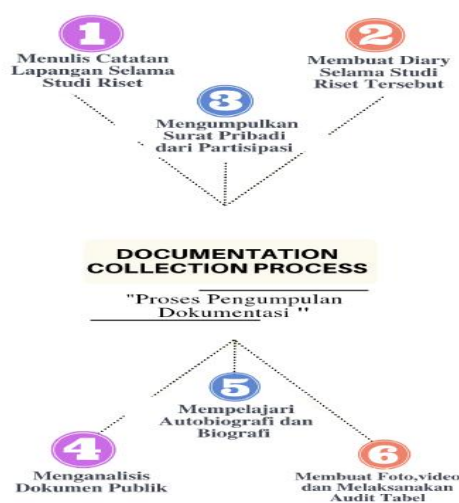 1
Menulis Catatan
Lapangan Selama
Studi Riset
2
Membuat Diary
Selama Studi
Riset Tersebut
3
Mengumpulkan
Surat Pribadi
dari Partisipasi
DOCUMENTATION
COLLECTION PROCESS
"Proses Pengumpulan
Dokumentasi "
5
Mempelajari
Autobiografi dan
Biografi
4
Menganalisis
Dokumen Publik
6
Membuat Foto,video
dan Melaksanakan
Audit Tabel